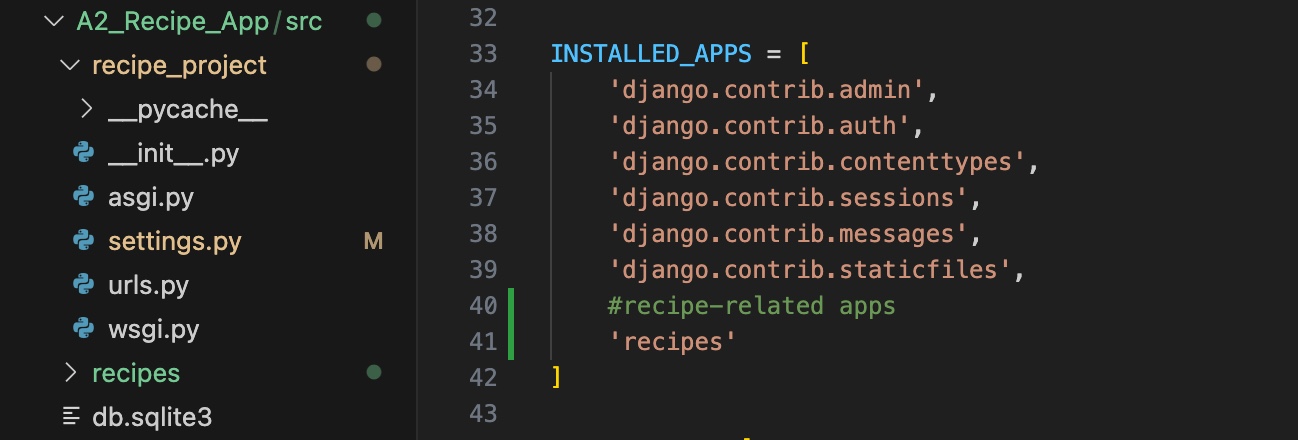 A2_Recipe_App/src
recipe_project
__pycache__
__init__.py
asgi.py
settings.py M
urls.py
wsgi.py
recipes
db.sqlite3
32
33 INSTALLED_APPS = [
34 'django.contrib.admin',
35 'django.contrib.auth',
36 'django.contrib.contenttypes',
37 'django.contrib.sessions',
38 'django.contrib.messages',
39 'django.contrib.staticfiles',
40 #recipe-related apps
41 'recipes'
42 ]
43